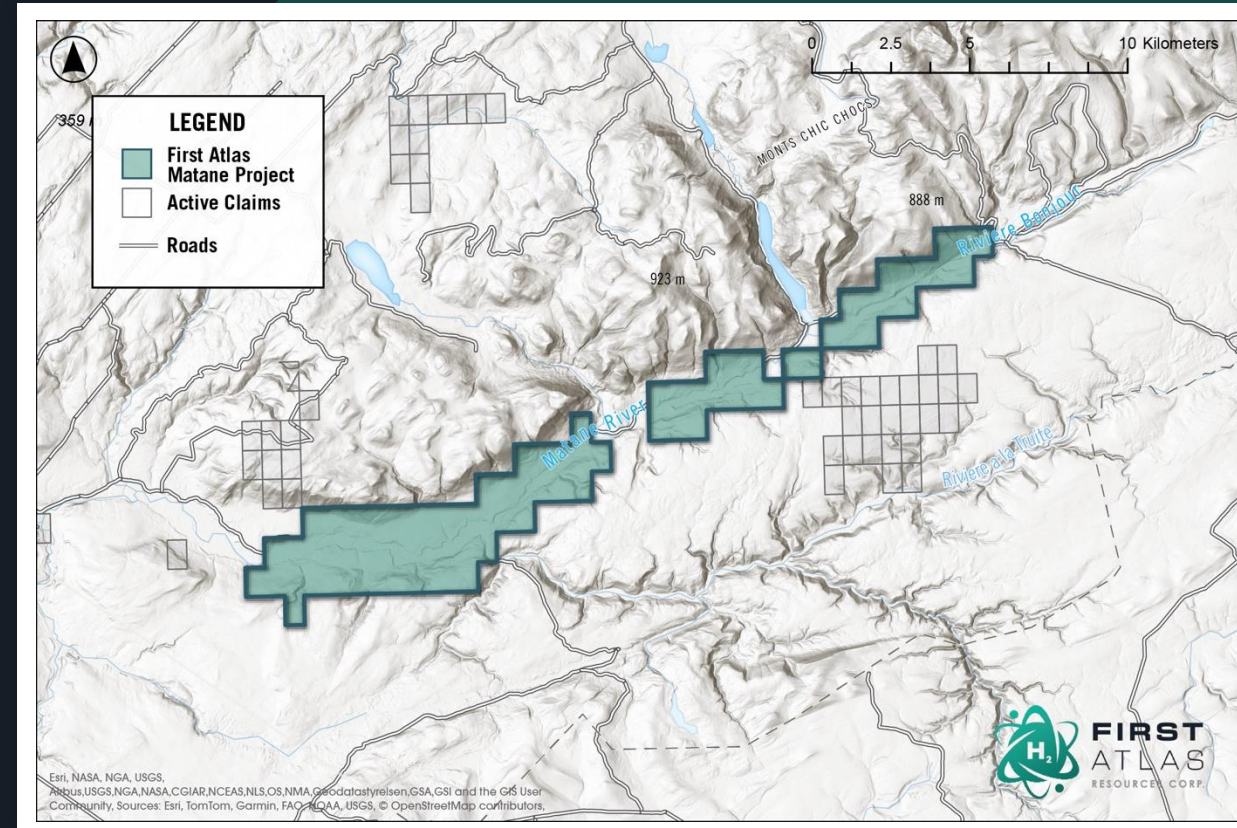 0 2.5 5 10 Kilometers
359 m
LEGEND
First Atlas
Matane Project
Active Claims
Roads
MONTS CHIC CHOCS
888 m
Riviere Bonjour
923 m
Matane River
Riviere a la Truite
H2
FIRST
ATLAS
RESOURCES CORP.
Esri, NASA, NGA, USGS,
Airbus,USGS,NGA,NASA,CGIAR,NCEAS,NLS,OS,NMA,Geodatastyrelsen,GSA,GSI and the GIS User
Community, Sources: Esri, TomTom, Garmin, FAO, NOAA, USGS, © OpenStreetMap contributors,